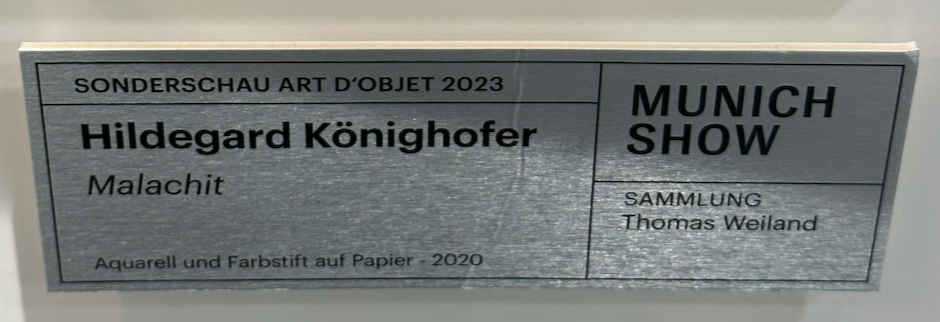 SONDERSCHAU ART D‘OBJET 2023
Hildegard Könighofer
Malachit
Aquarell und Farbstift auf Papier - 2020
MUNICH
SHOW
SAMMLUNG
Thomas Weiland